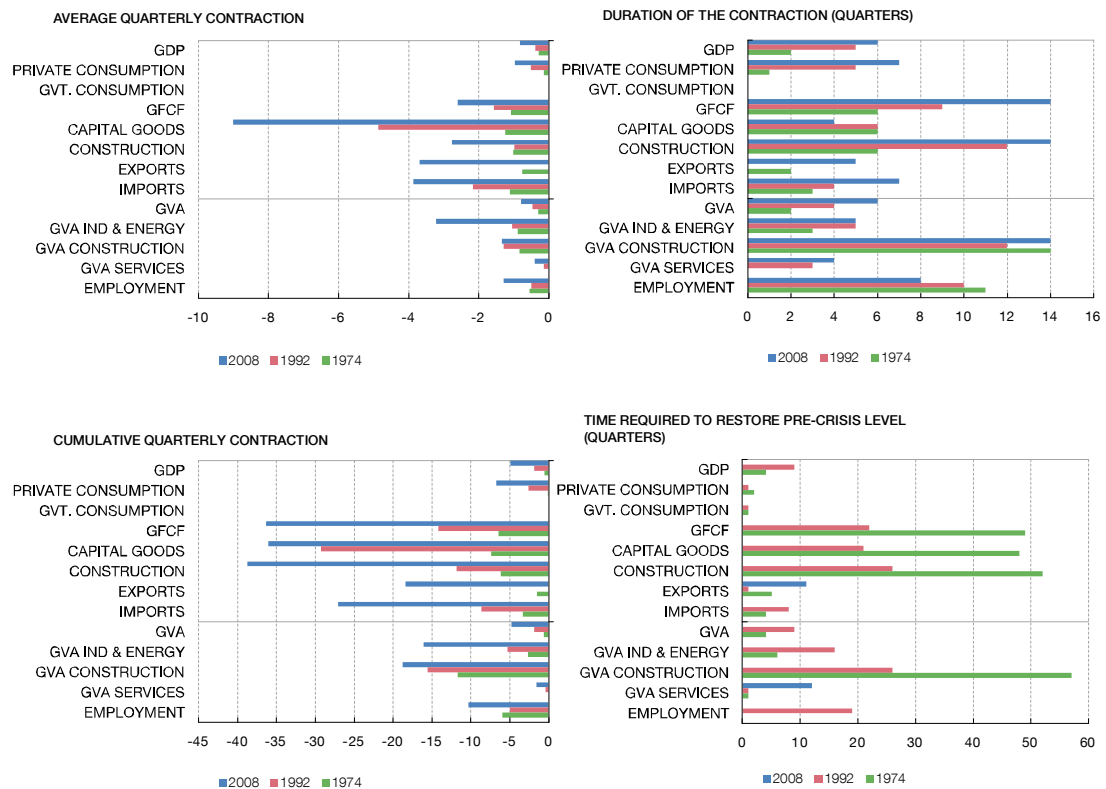 AVERAGE QUARTERLY CONTRACTION
GDP
PRIVATE CONSUMPTION
GVT. CONSUMPTION
GFCF
CAPITAL GOODS
CONSTRUCTION
EXPORTS
IMPORTS
GVA
GVA IND & ENERGY
GVA CONSTRUCTION
GVA SERVICES
EMPLOYMENT
-10 -8 -6 -4 -2 0
2008 1992 1974
DURATION OF THE CONTRACTION (QUARTERS)
GDP
PRIVATE CONSUMPTION
GVT. CONSUMPTION
GFCF
CAPITAL GOODS
CONSTRUCTION
EXPORTS
IMPORTS
GVA
GVA IND & ENERGY
GVA CONSTRUCTION
GVA SERVICES
EMPLOYMENT
0 2 4 6 8 10 12 14 16
2008 1992 1974
CUMULATIVE QUARTERLY CONTRACTION
GDP
PRIVATE CONSUMPTION
GVT. CONSUMPTION
GFCF
CAPITAL GOODS
CONSTRUCTION
EXPORTS
IMPORTS
GVA
GVA IND & ENERGY
GVA CONSTRUCTION
GVA SERVICES
EMPLOYMENT
-45 -40 -35 -30 -25 -20 -15 -10 -5 0
2008 1992 1974
TIME REQUIRED TO RESTORE PRE-CRISIS LEVEL
(QUARTERS)
GDP
PRIVATE CONSUMPTION
GVT. CONSUMPTION
GFCF
CAPITAL GOODS
CONSTRUCTION
EXPORTS
IMPORTS
GVA
GVA IND & ENERGY
GVA CONSTRUCTION
GVA SERVICES
EMPLOYMENT
0 10 20 30 40 50 60
2008 1992 1974